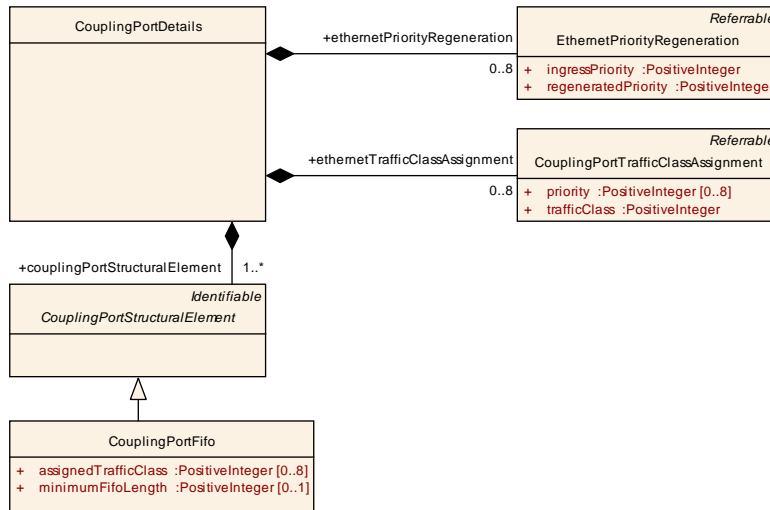 CouplingPortDetails
+ethernetPriorityRegeneration
0..8
Referrable
EthernetPriorityRegeneration
+ ingressPriority :PositiveInteger
+ regeneratedPriority :PositiveIntege
+ethernetTrafficClassAssignment
0..8
Referrable
CouplingPortTrafficClassAssignment
+ priority :PositiveInteger [0..8]
+ trafficClass :PositiveInteger
+couplingPortStructuralElement 1..*
Identifiable
CouplingPortStructuralElement
CouplingPortFifo
+ assignedTrafficClass :PositiveInteger [0..8]
+ minimumFifoLength :PositiveInteger [0..1]